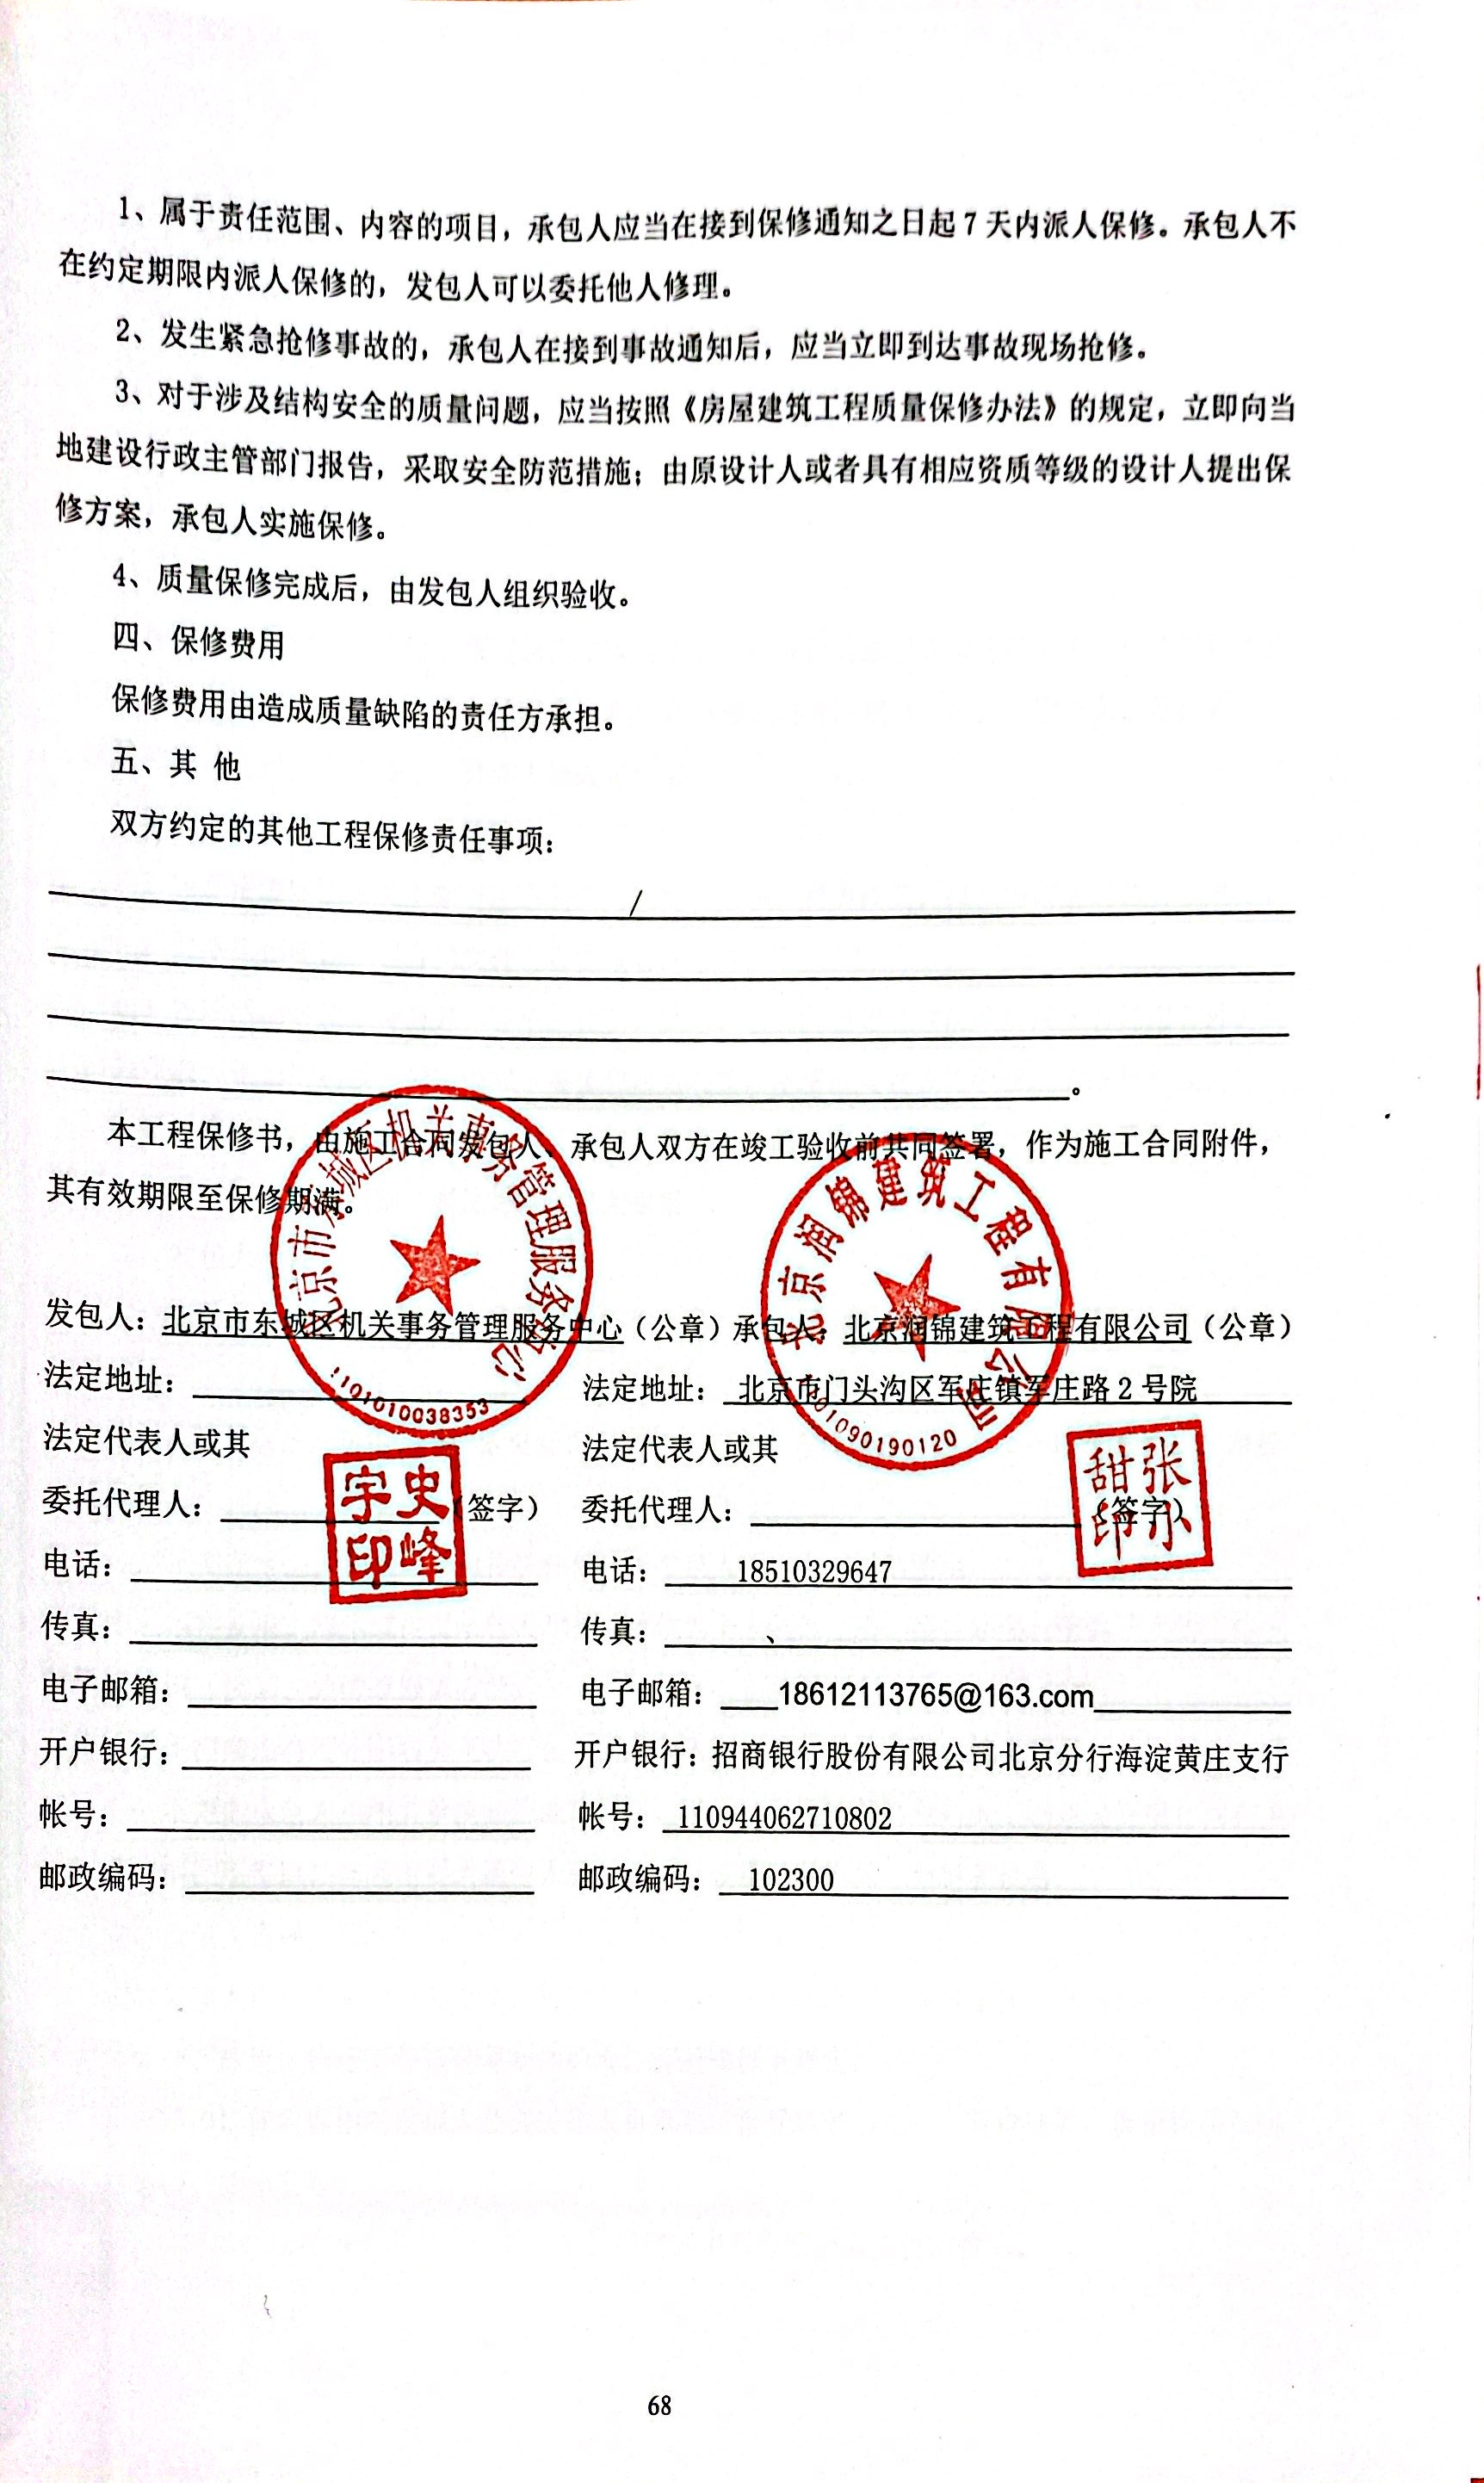 1、属于责任范围、内容的项目，承包人应当在接到保修通知之日起 7 天内派人保修。承包人不
在约定期限内派人保修的，发包人可以委托他人修理。
2、发生紧急抢修事故的，承包人在接到事故通知后，应当立即到达事故现场抢修。
3、对于涉及结构安全的质量问题，应当按照《房屋建筑工程质量保修办法》的规定，立即向当
地建设行政主管部门报告，采取安全防范措施；由原设计人或者具有相应资质等级的设计人提出保
修方案，承包人实施保修。
4、质量保修完成后，由发包人组织验收。
四、保修费用
保修费用由造成质量缺陷的责任方承担。
五、其 他
双方约定的其他工程保修责任事项：
/
。
本工程保修书，由施工合同发包人、承包人双方在竣工验收前共同签署，作为施工合同附件，
其有效期限至保修期满。
北京市东城区机关事务管理服务中心
1101010038353
北京润锦建筑工程有限公司
1101090190120
发包人：北京市东城区机关事务管理服务中心（公章）承包人：北京润锦建筑工程有限公司（公章）
法定地址： 法定地址： 北京市门头沟区军庄镇军庄路 2 号院
法定代表人或其 法定代表人或其
委托代理人： （签字） 委托代理人： （签字）
史峰宇印
张小甜印
电话： 电话： 18510329647
传真： 传真： 、
电子邮箱： 电子邮箱： 18612113765@163.com
开户银行： 开户银行：招商银行股份有限公司北京分行海淀黄庄支行
帐号： 帐号： 110944062710802
邮政编码： 邮政编码： 102300
68